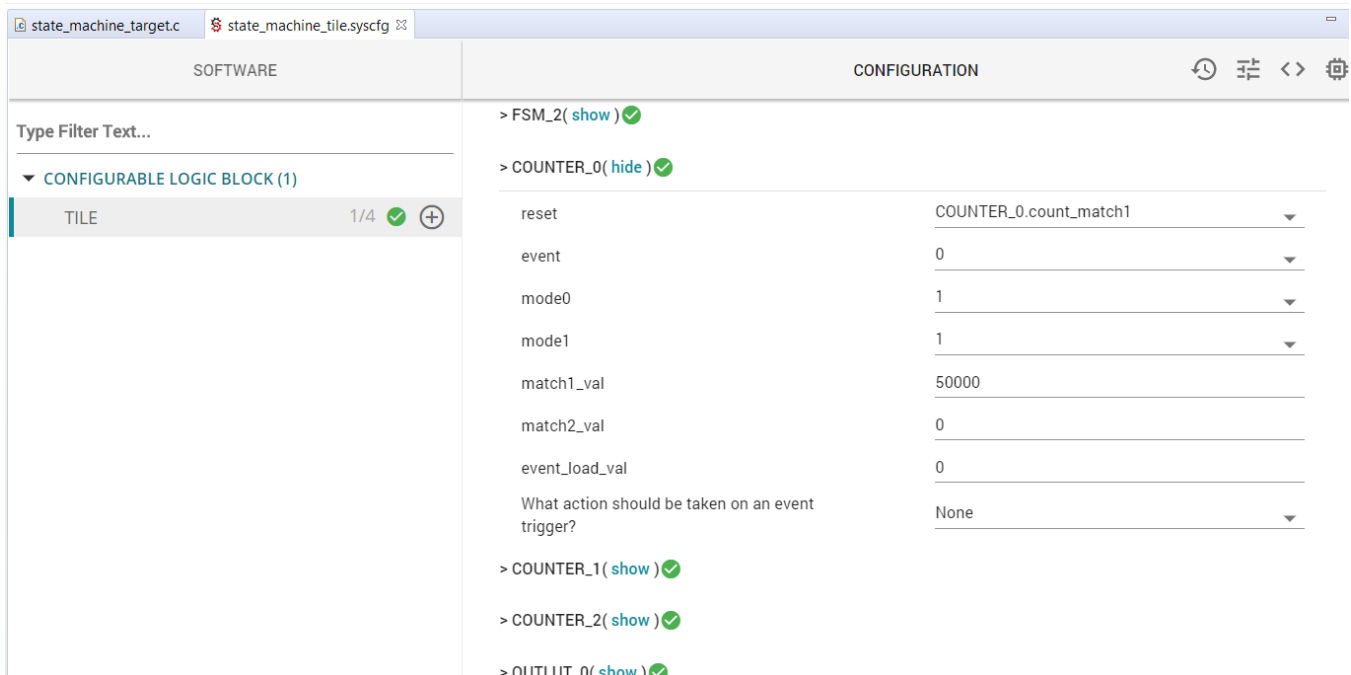 state_machine_target.c
state_machine_tile.syscfg
SOFTWARE
CONFIGURATION
Type Filter Text...
CONFIGURABLE LOGIC BLOCK (1)
TILE 1/4
> FSM_2( show )
> COUNTER_0( hide )
reset COUNTER_0.count_match1
event 0
mode0 1
mode1 1
match1_val 50000
match2_val 0
event_load_val 0
What action should be taken on an event
trigger? None
> COUNTER_1( show )
> COUNTER_2( show )
> OUTLUT_0( show )